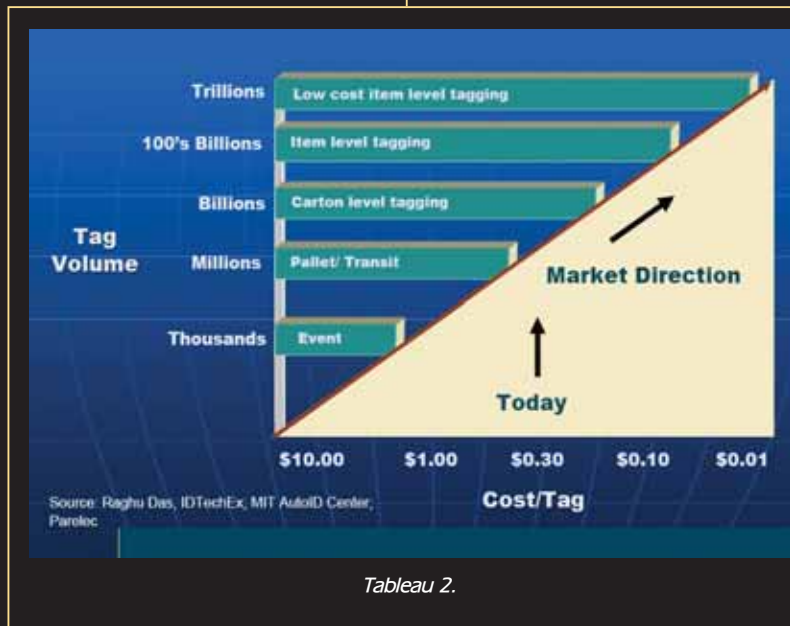 Trillions
Low cost item level tagging
100's Billions
Item level tagging
Billions
Carton level tagging
Tag
Volume
Millions
Pallet/ Transit
Market Direction
Thousands
Event
Today
$10.00 $1.00 $0.30 $0.10 $0.01
Cost/Tag
Source: Raghu Das, IDTechEx, MIT AutoID Center,
Parelec
Tableau 2.